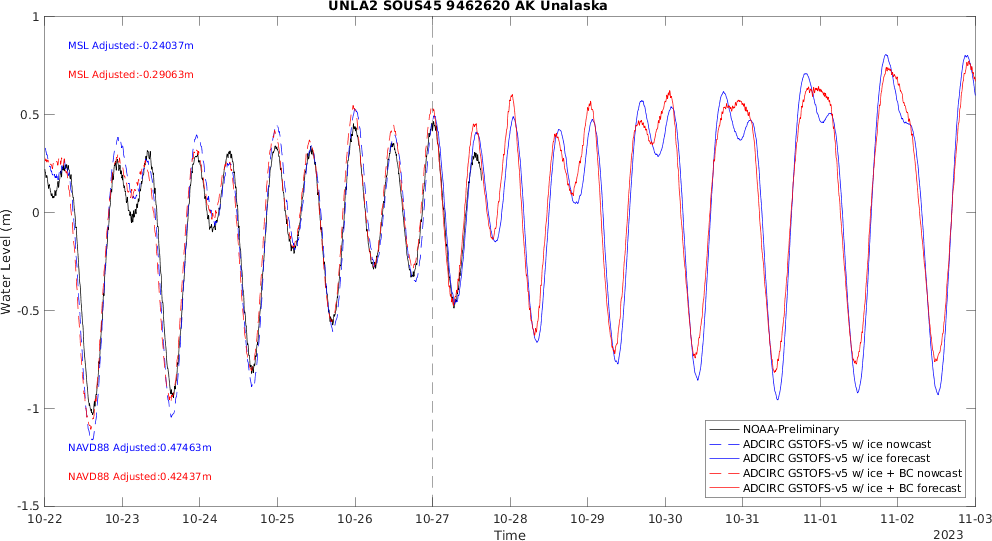 UNLA2 SOUS45 9462620 AK Unalaska
1
MSL Adjusted:-0.24037m
MSL Adjusted:-0.29063m
0.5
0
Water Level (m)
-0.5
-1
NAVD88 Adjusted:0.47463m
NAVD88 Adjusted:0.42437m
NOAA-Preliminary
ADCIRC GSTOFS-v5 w/ ice nowcast
ADCIRC GSTOFS-v5 w/ ice forecast
ADCIRC GSTOFS-v5 w/ ice + BC nowcast
ADCIRC GSTOFS-v5 w/ ice + BC forecast
-1.5
10-22 10-23 10-24 10-25 10-26 10-27 10-28 10-29 10-30 10-31 11-01 11-02 11-03
Time
2023